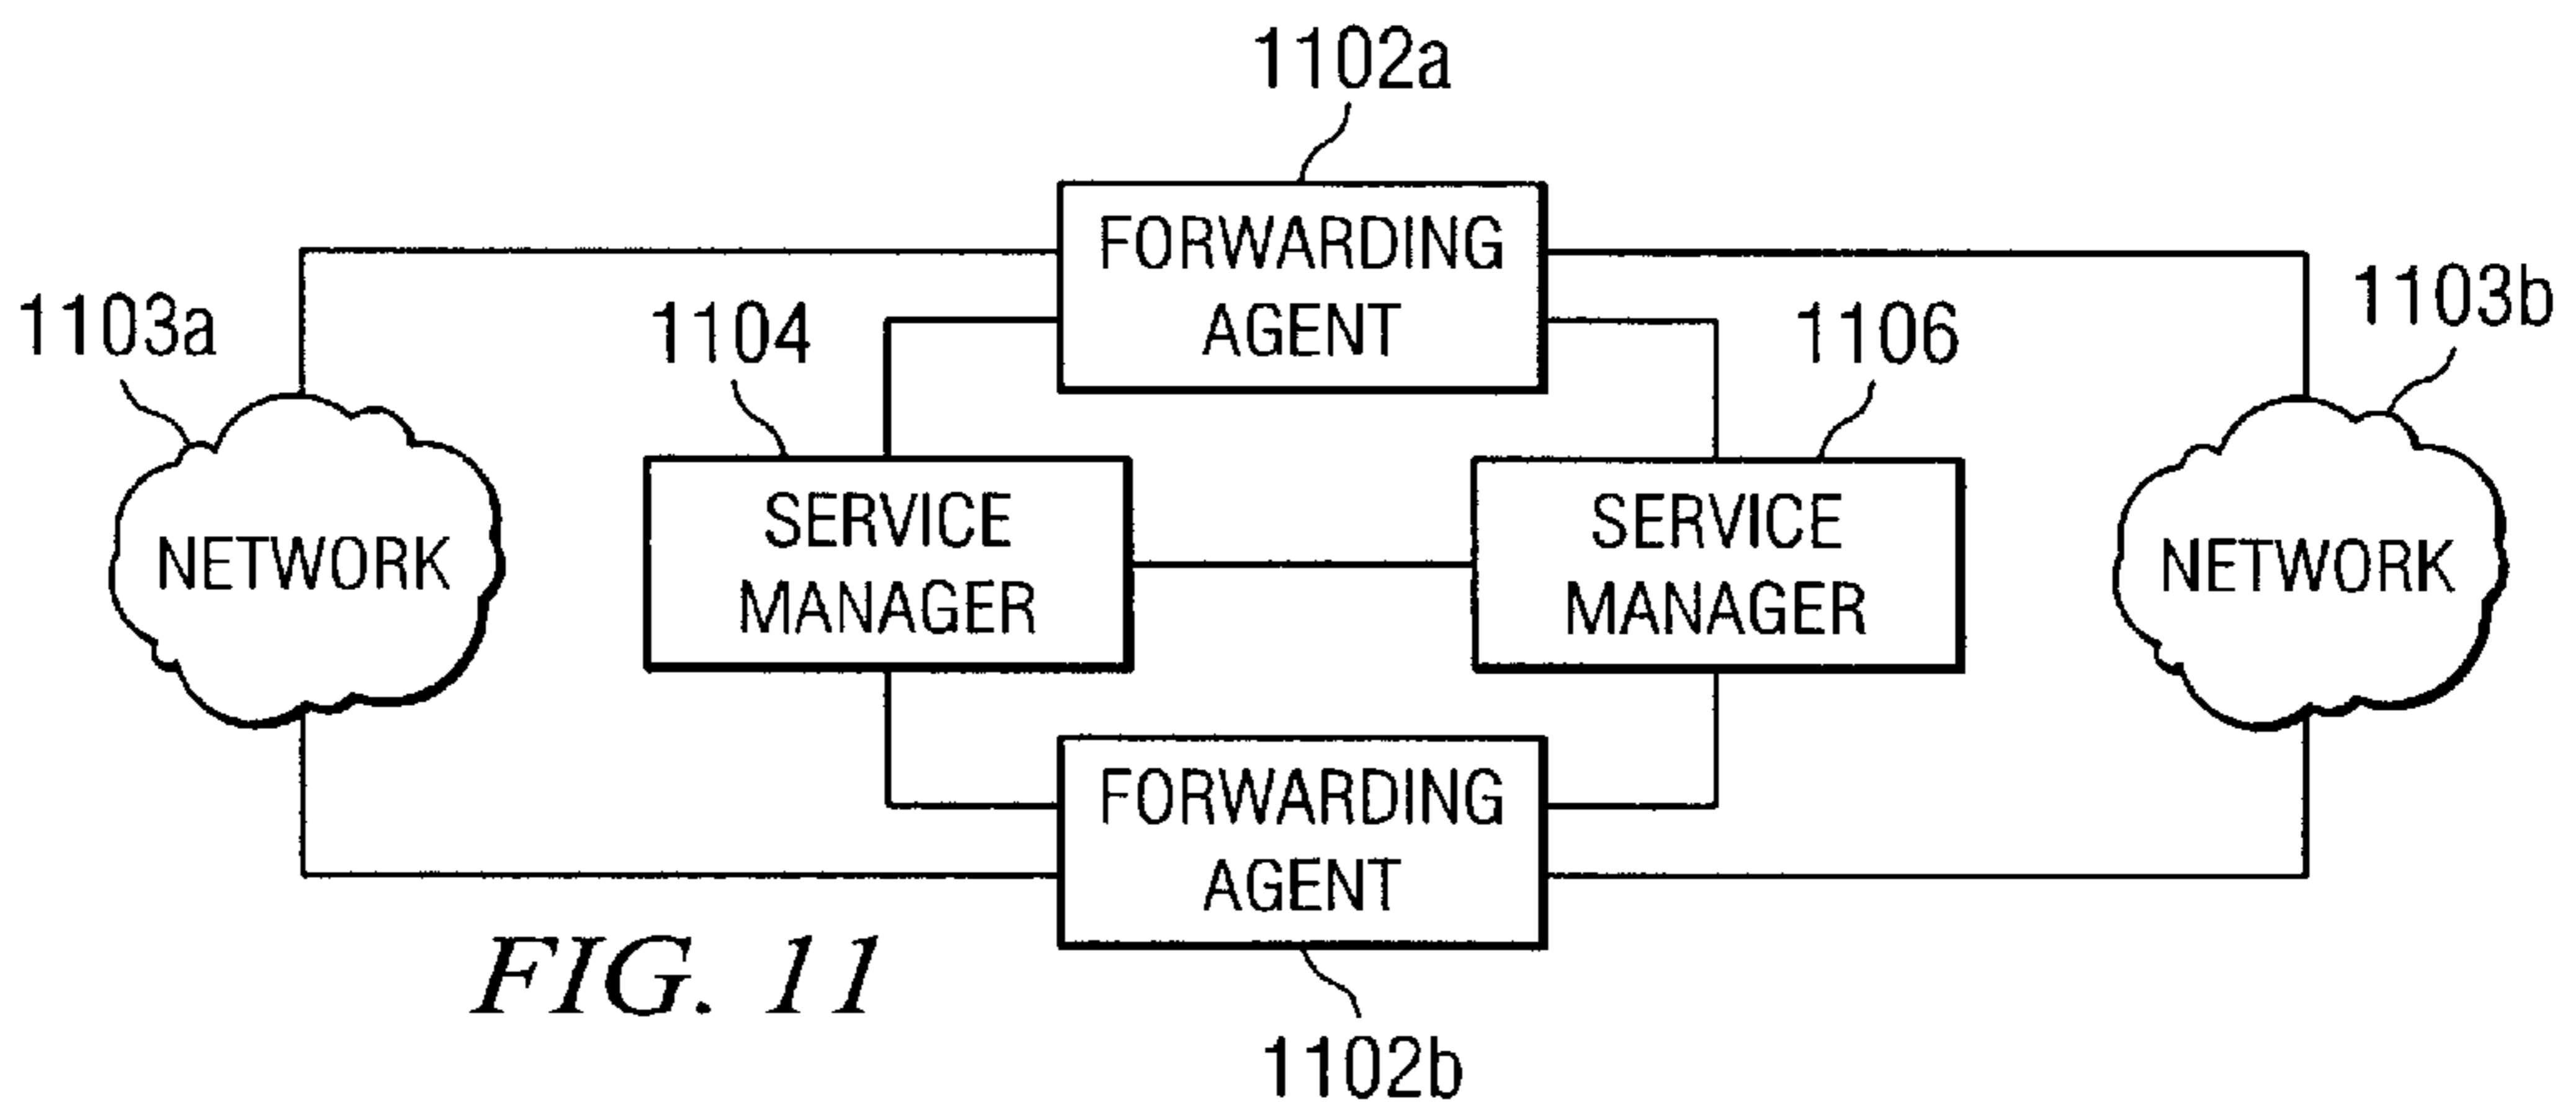 1102a
FORWARDING
AGENT
1103a
1104
1106
1103b
NETWORK
SERVICE
MANAGER
SERVICE
MANAGER
NETWORK
FORWARDING
AGENT
FIG. 11
1102b